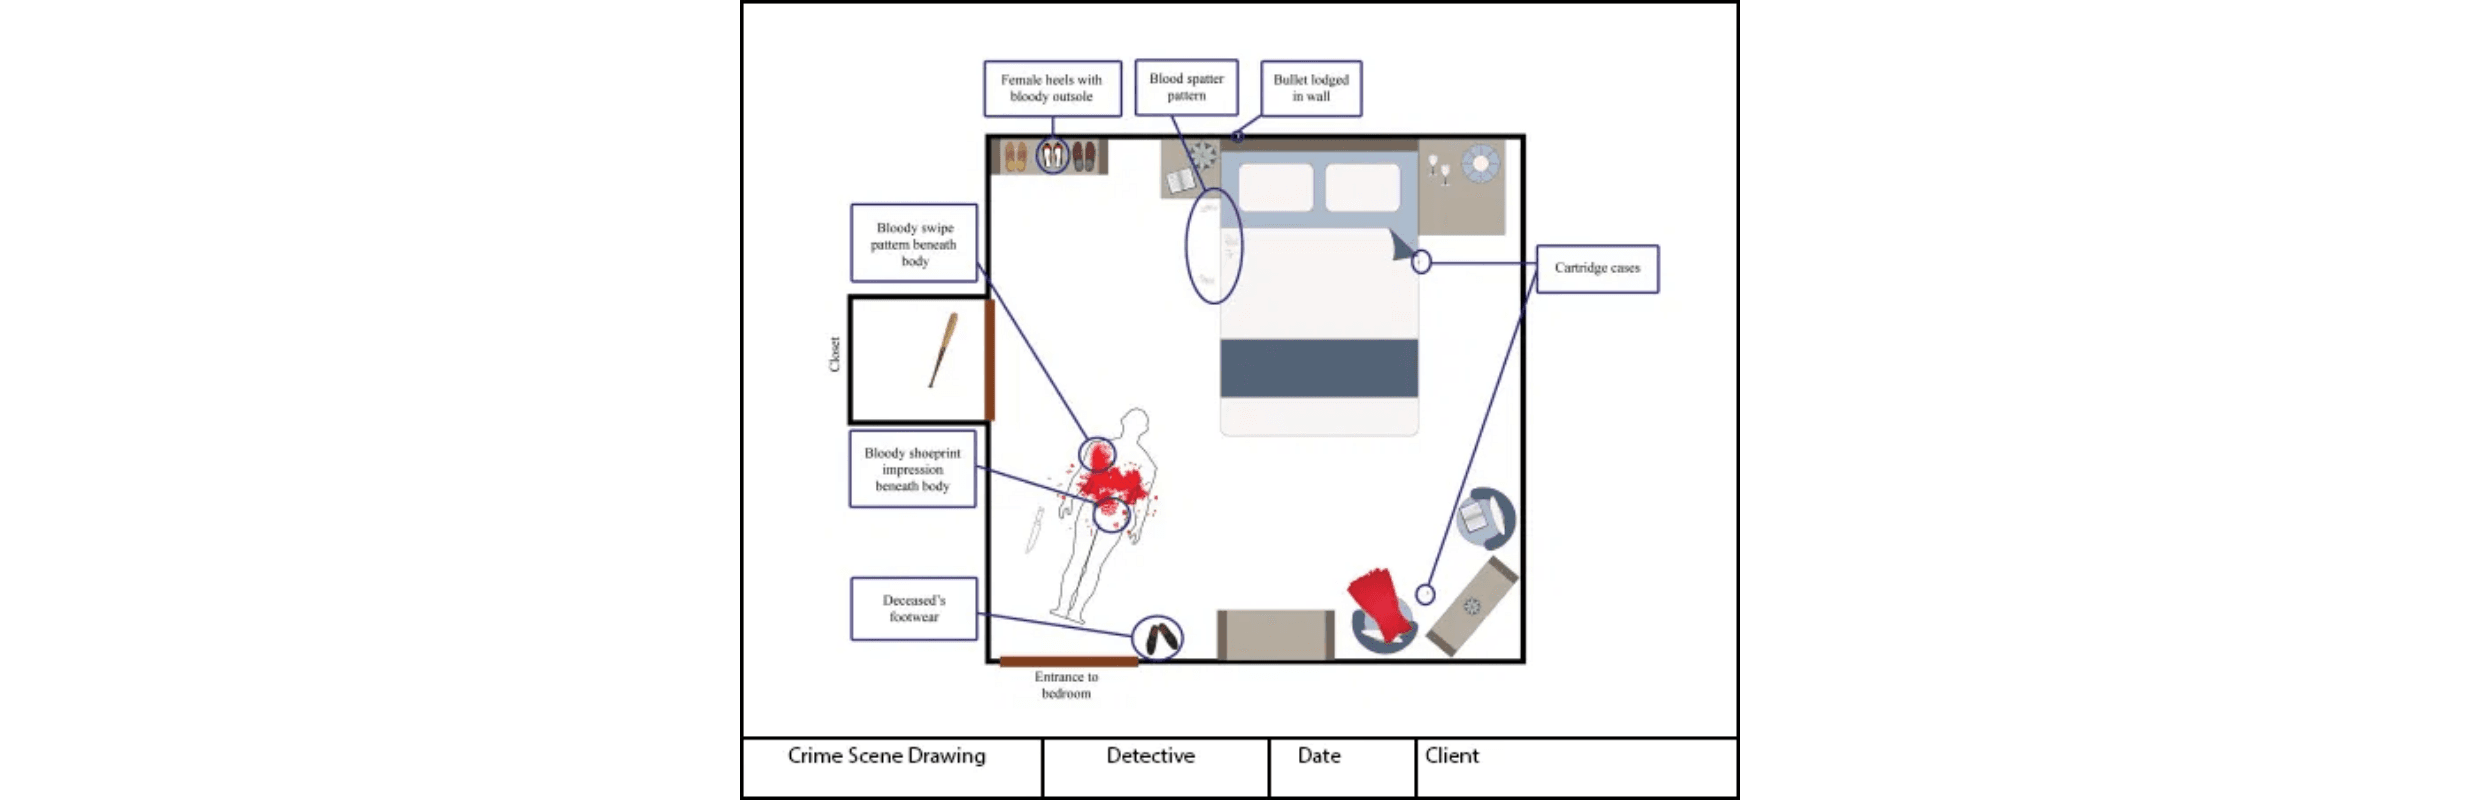 Female heels with
bloody outsole
Blood spatter
pattern
Bullet lodged
in wall
Bloody swipe
pattern beneath
body
Cartridge cases
Closet
Bloody shoeprint
impression
beneath body
Deceased's
footwear
Entrance to
bedroom
Crime Scene Drawing
Detective
Date
Client